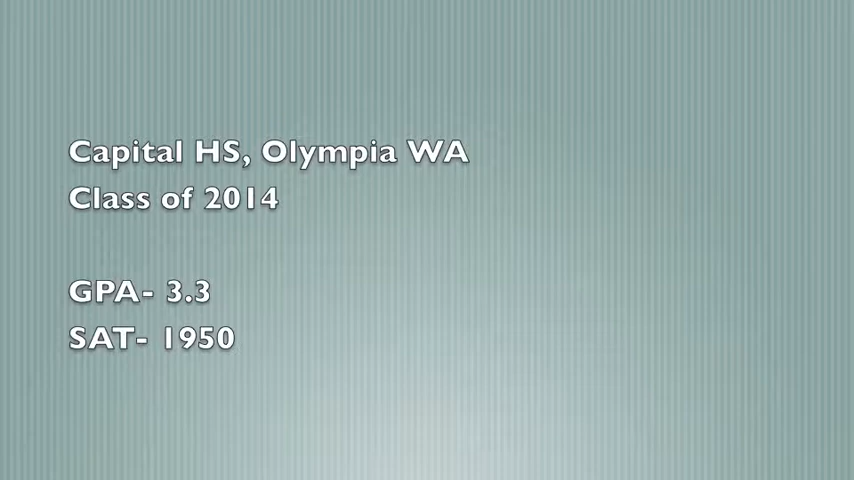 Capital HS, Olympia WA
Class of 2014
GPA- 3.3
SAT- 1950